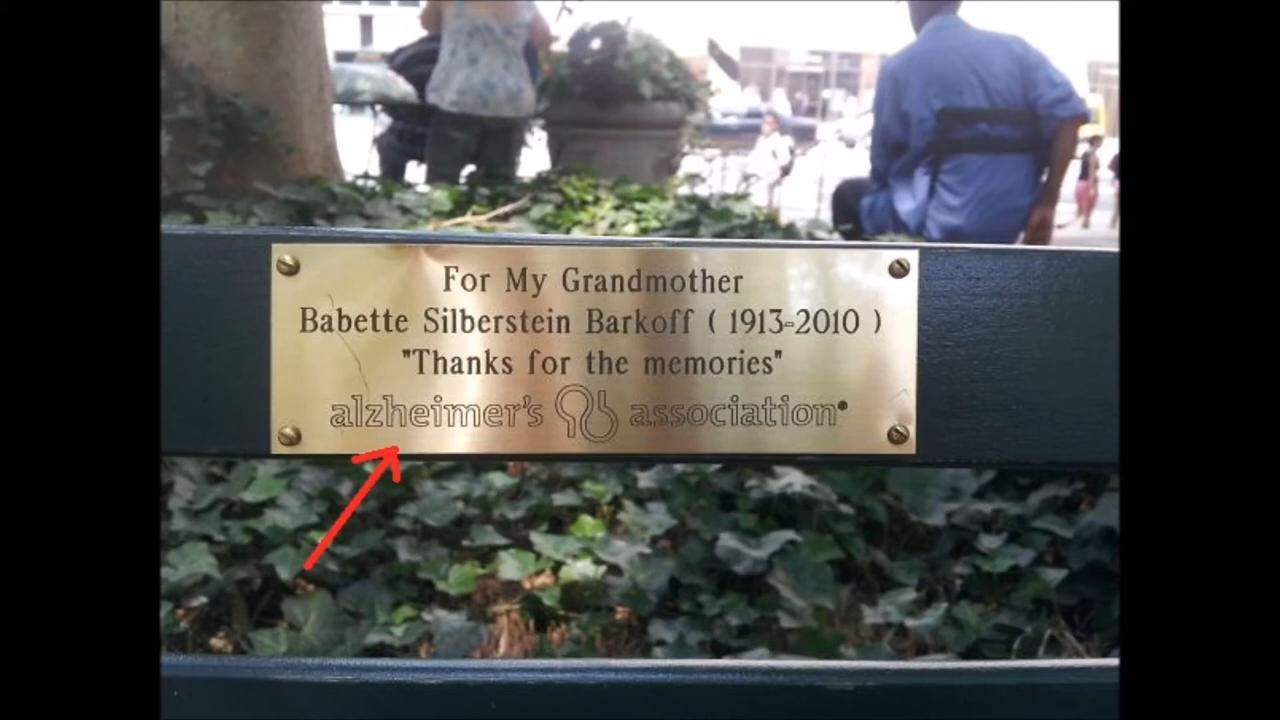 For My Grandmother
Babette Silberstein Barkoff ( 1913-2010 )
"Thanks for the memories"
alzheimer's association®